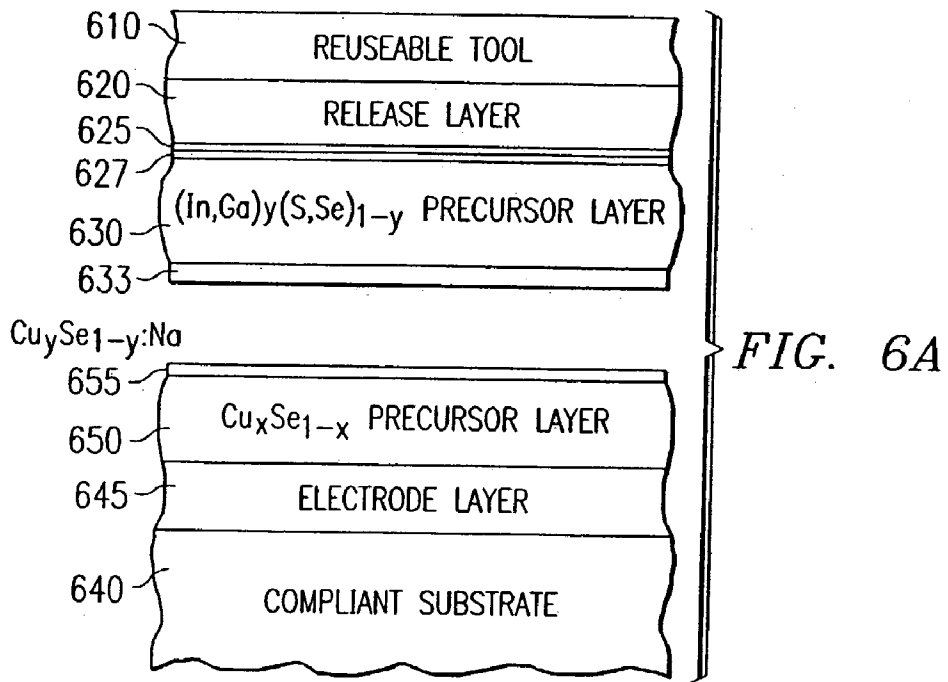 610
REUSEABLE TOOL
620
RELEASE LAYER
625
627
(In,Ga)y(S,Se)1-y PRECURSOR LAYER
630
633
CuySe1-y:Na
FIG. 6A
655
CuxSe1-x PRECURSOR LAYER
650
645
ELECTRODE LAYER
640
COMPLIANT SUBSTRATE